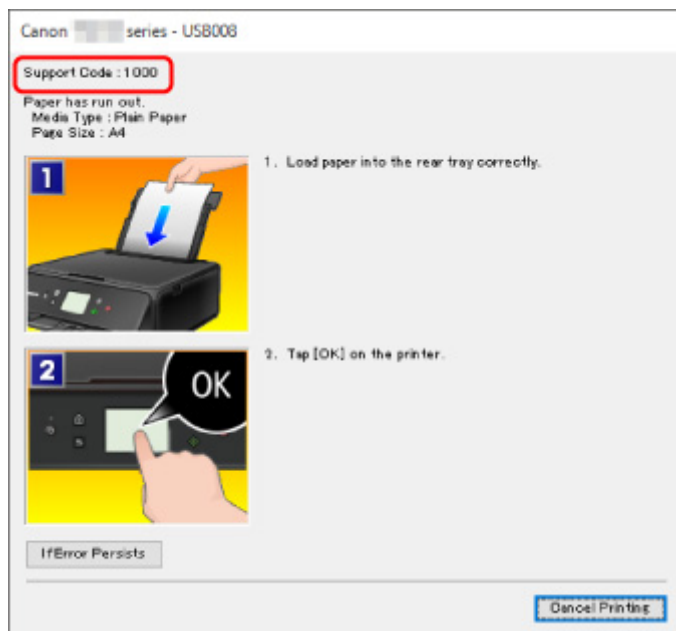 Canon series - USB008
Support Code : 1000
Paper has run out.
Media Type : Plain Paper
Page Size : A4
1
1. Load paper into the rear tray correctly.
2
OK
2. Tap [OK] on the printer.
If Error Persists
Cancel Printing